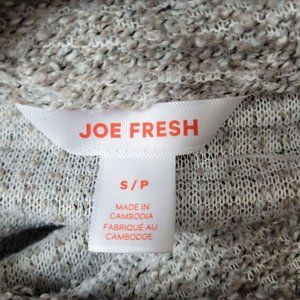 JOE FRESH
S/P
MADE IN
CAMBODIA
FABRIQUÉ AU
CAMBODGE